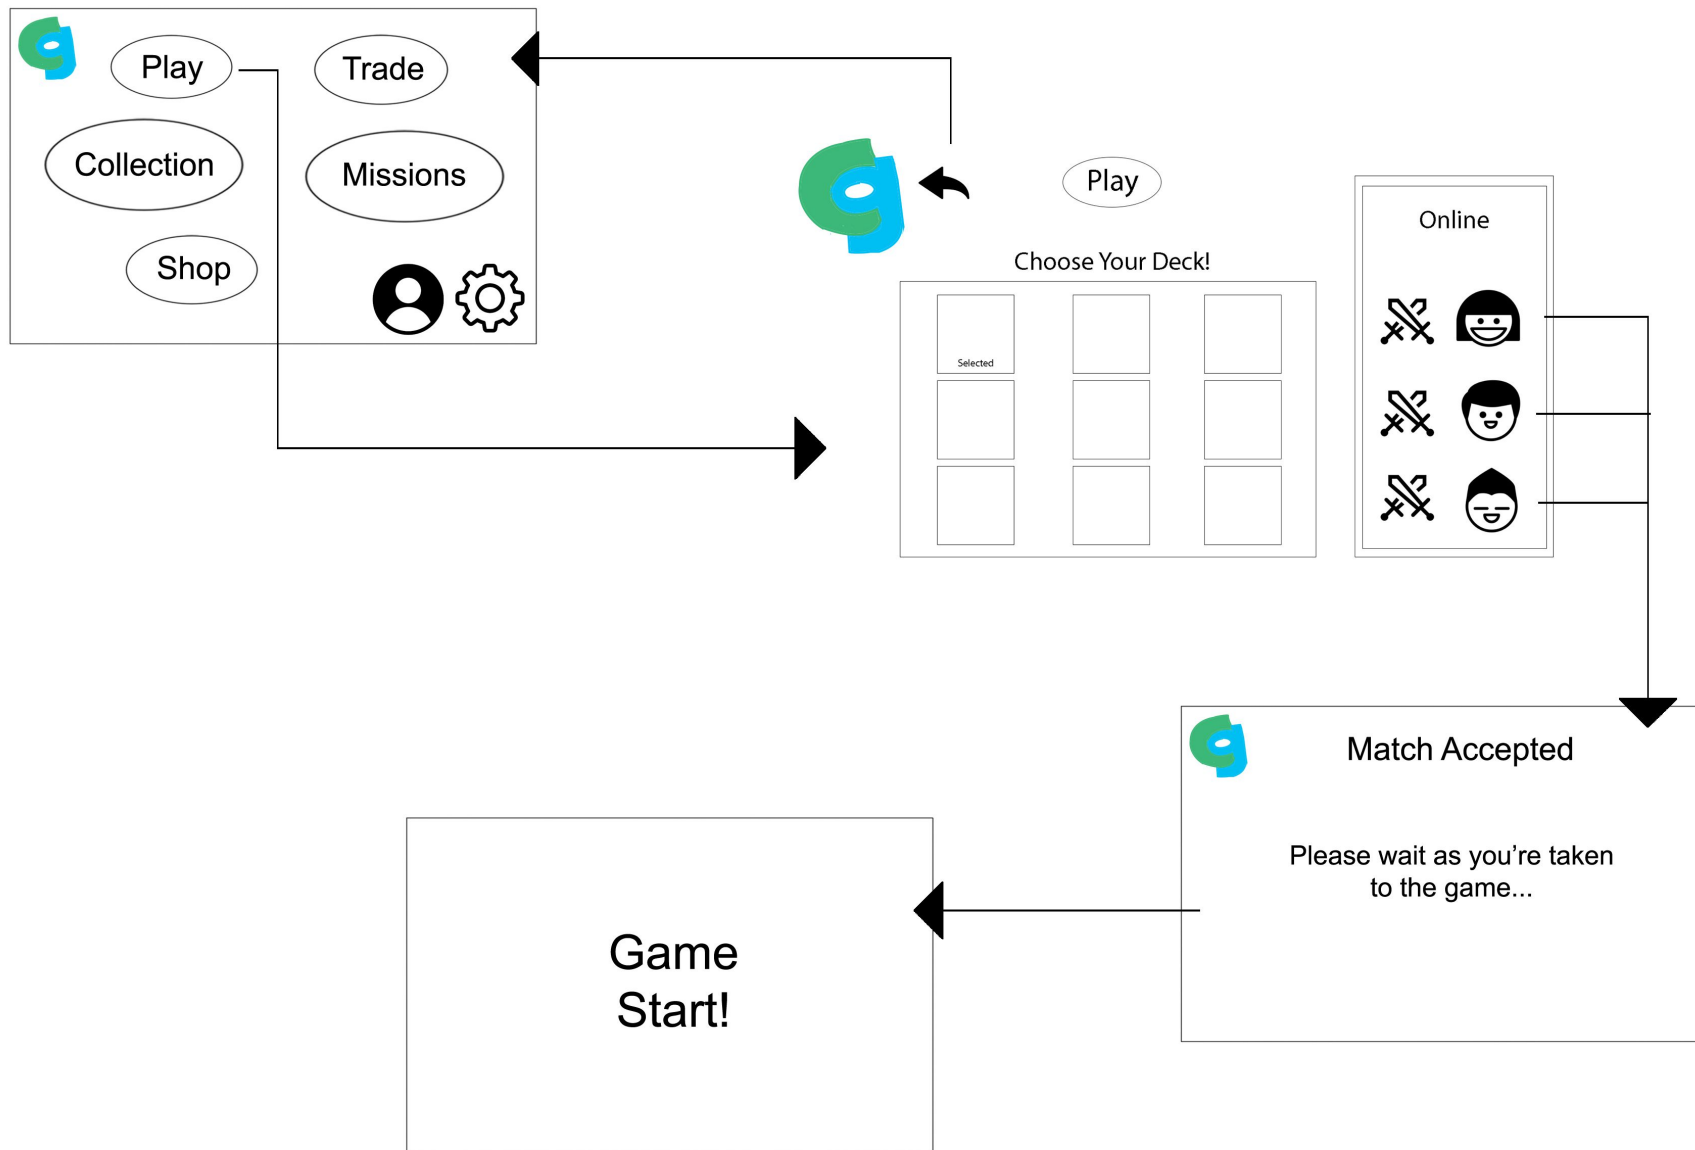 Play
Trade
Collection
Missions
Shop
Play
Online
Choose Your Deck!
Selected
Match Accepted
Please wait as you're taken
to the game...
Game
Start!